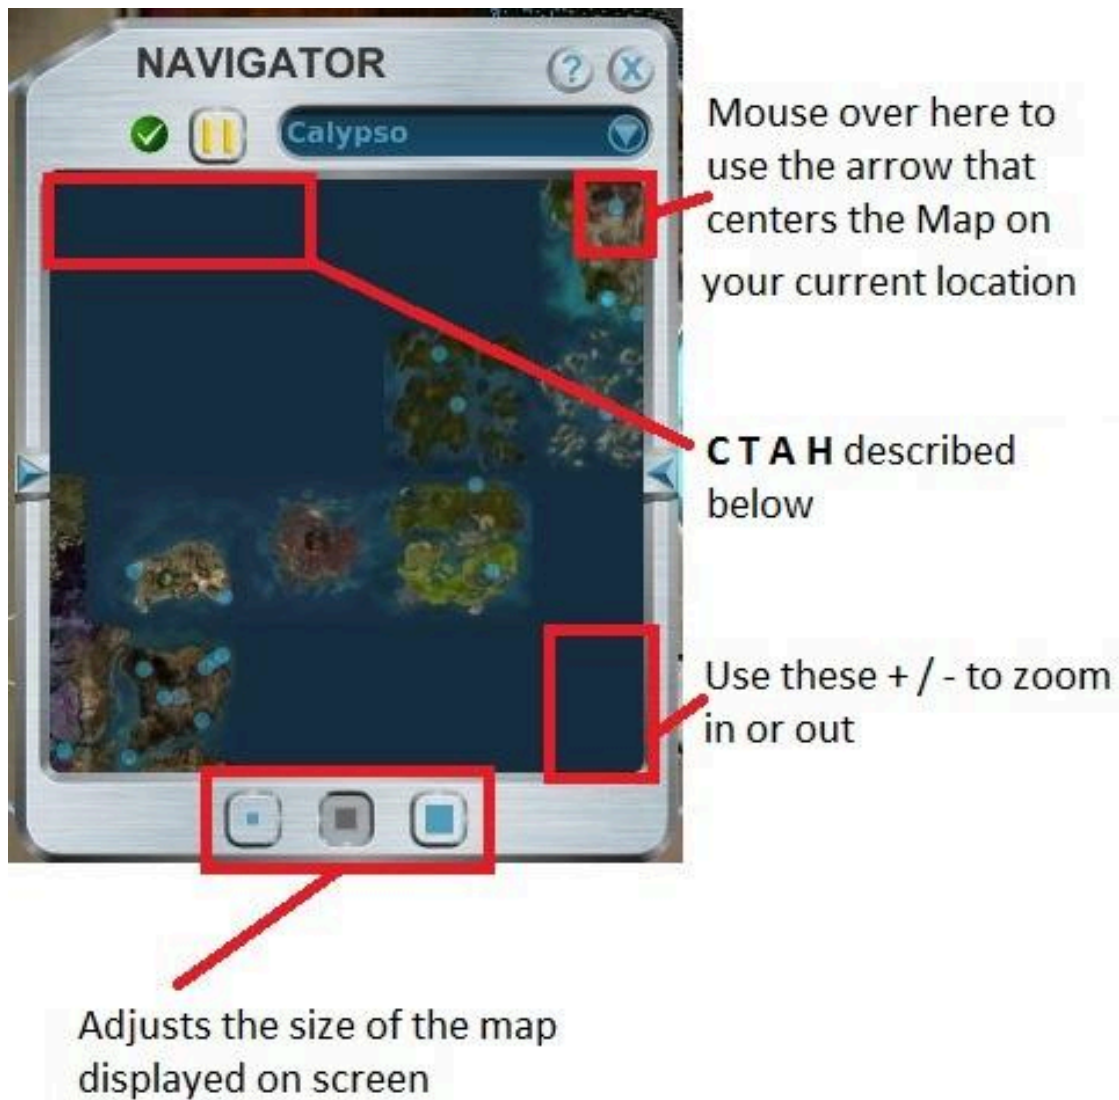 NAVIGATOR
Calypso
Mouse over here to
use the arrow that
centers the Map on
your current location
C T A H described
below
Use these + / - to zoom
in or out
Adjusts the size of the map
displayed on screen